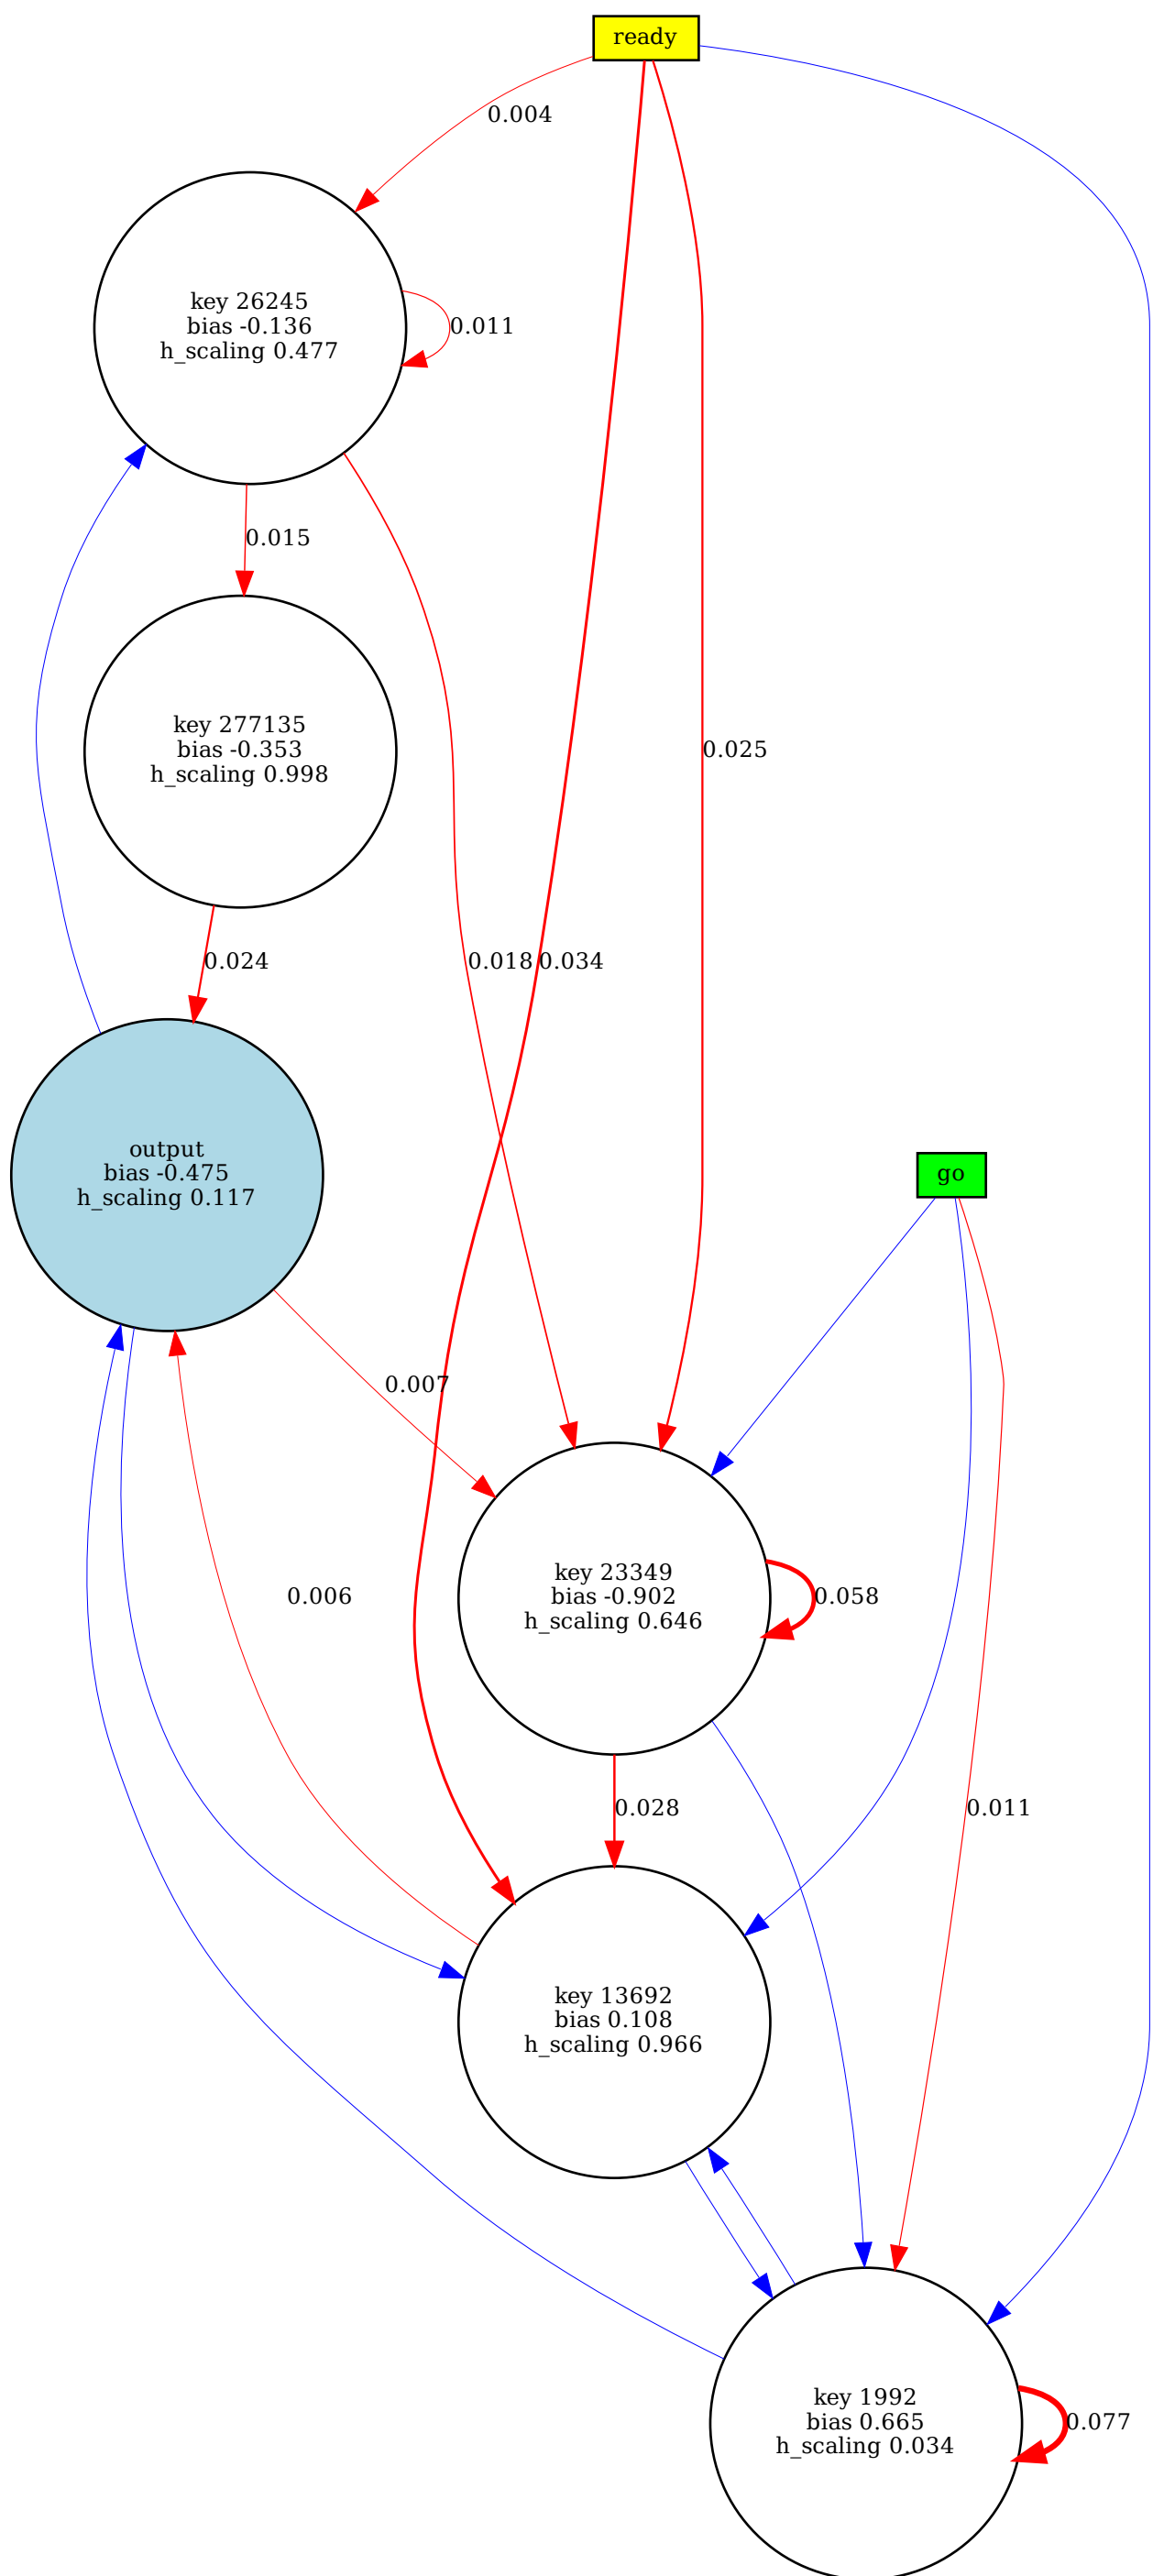 ready
0.004
key 26245
bias -0.136
h_scaling 0.477
0.011
0.015
key 277135
bias -0.353
h_scaling 0.998
0.025
0.024
0.018
0.034
output
bias -0.475
h_scaling 0.117
go
0.007
key 23349
bias -0.902
h_scaling 0.646
0.006
0.058
0.028
0.011
key 13692
bias 0.108
h_scaling 0.966
key 1992
bias 0.665
h_scaling 0.034
0.077